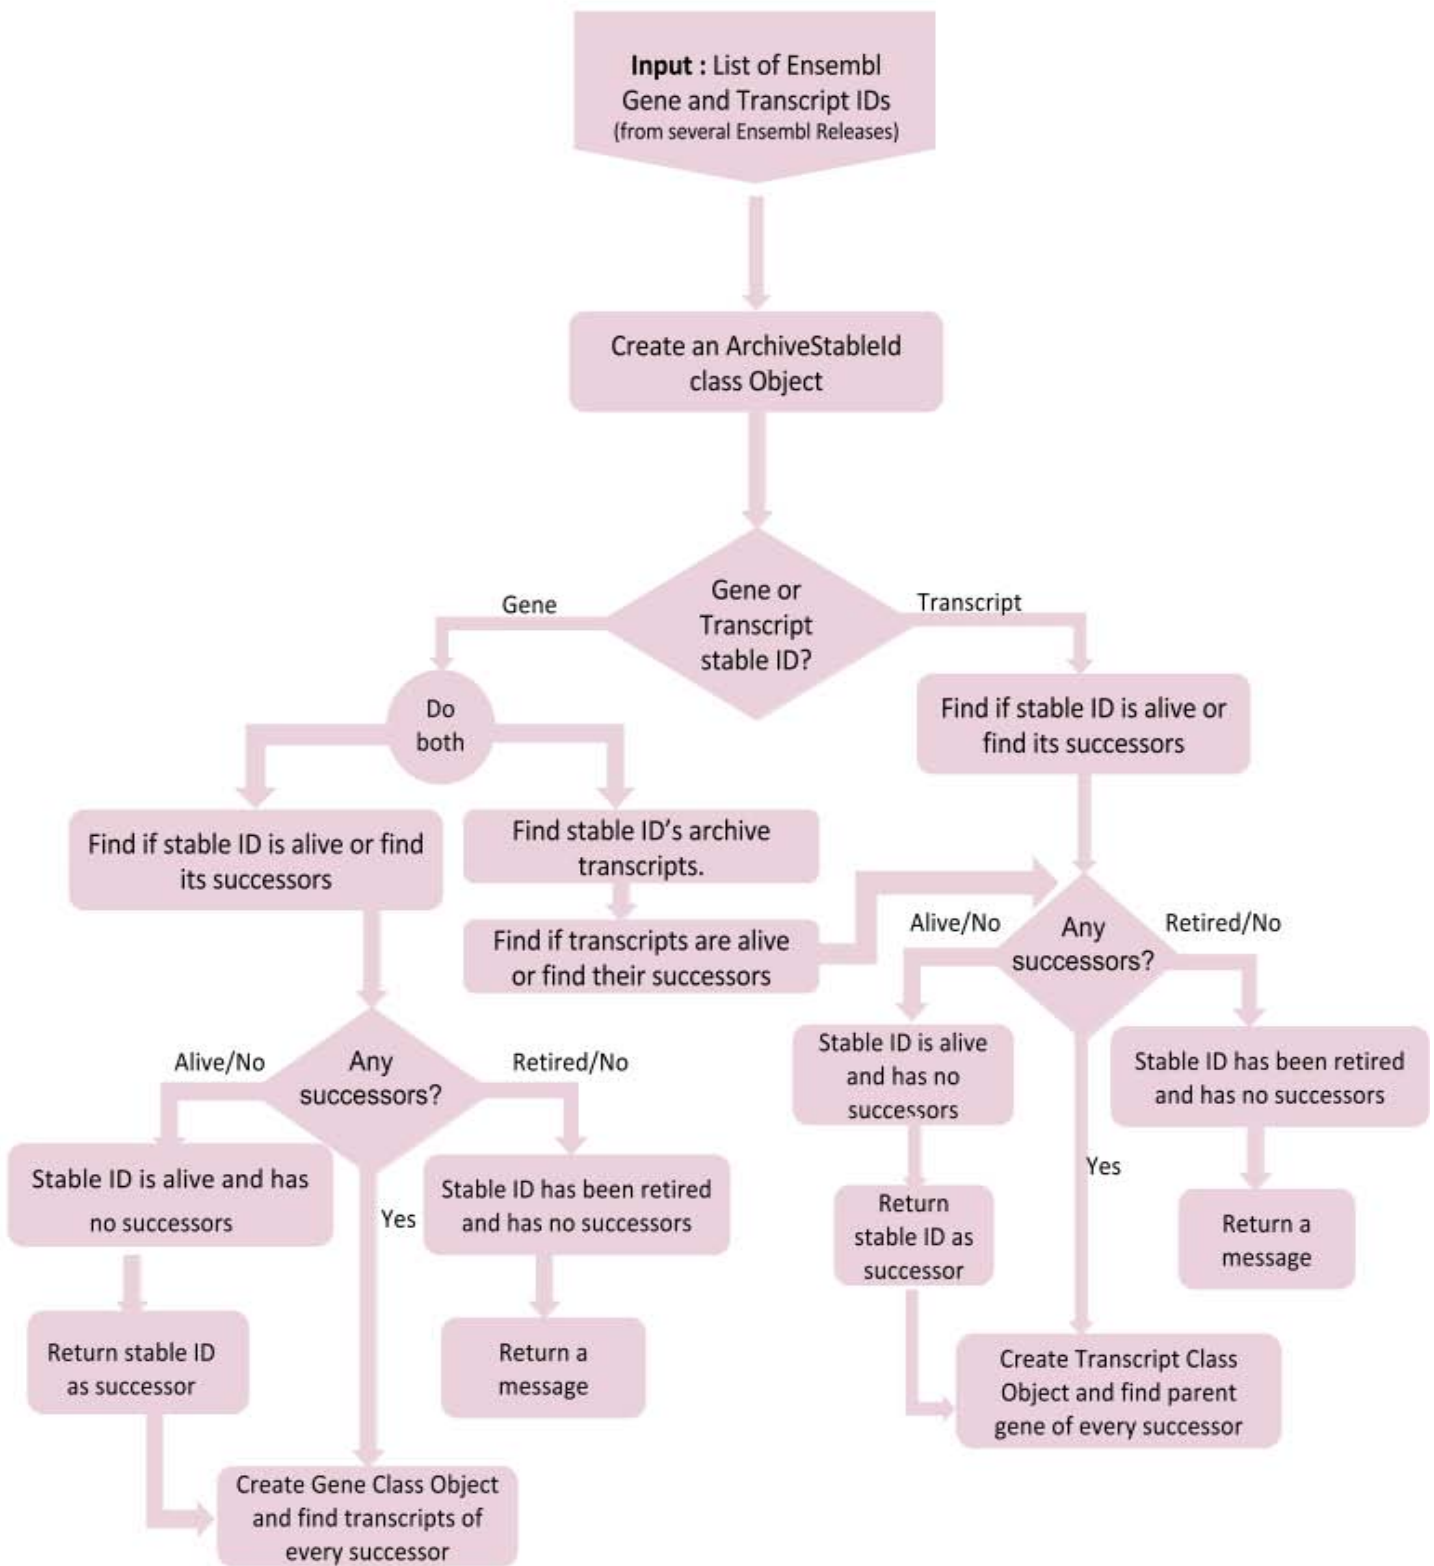 Input : List of Ensembl
Gene and Transcript IDs
(from several Ensembl Releases)
Create an ArchiveStableId
class Object
Gene or
Transcript
stable ID?
Gene
Transcript
Do
both
Find if stable ID is alive or
find its successors
Find if stable ID is alive or find
its successors
Find stable ID’s archive
transcripts.
Find if transcripts are alive
or find their successors
Alive/No
Any
successors?
Retired/No
Stable ID is alive
and has no
successors
Stable ID has been retired
and has no successors
Yes
Return
stable ID as
successor
Return a
message
Create Transcript Class
Object and find parent
gene of every successor
Alive/No
Any
successors?
Retired/No
Stable ID is alive and has
no successors
Yes
Stable ID has been retired
and has no successors
Return stable ID
as successor
Return a
message
Create Gene Class Object
and find transcripts of
every successor